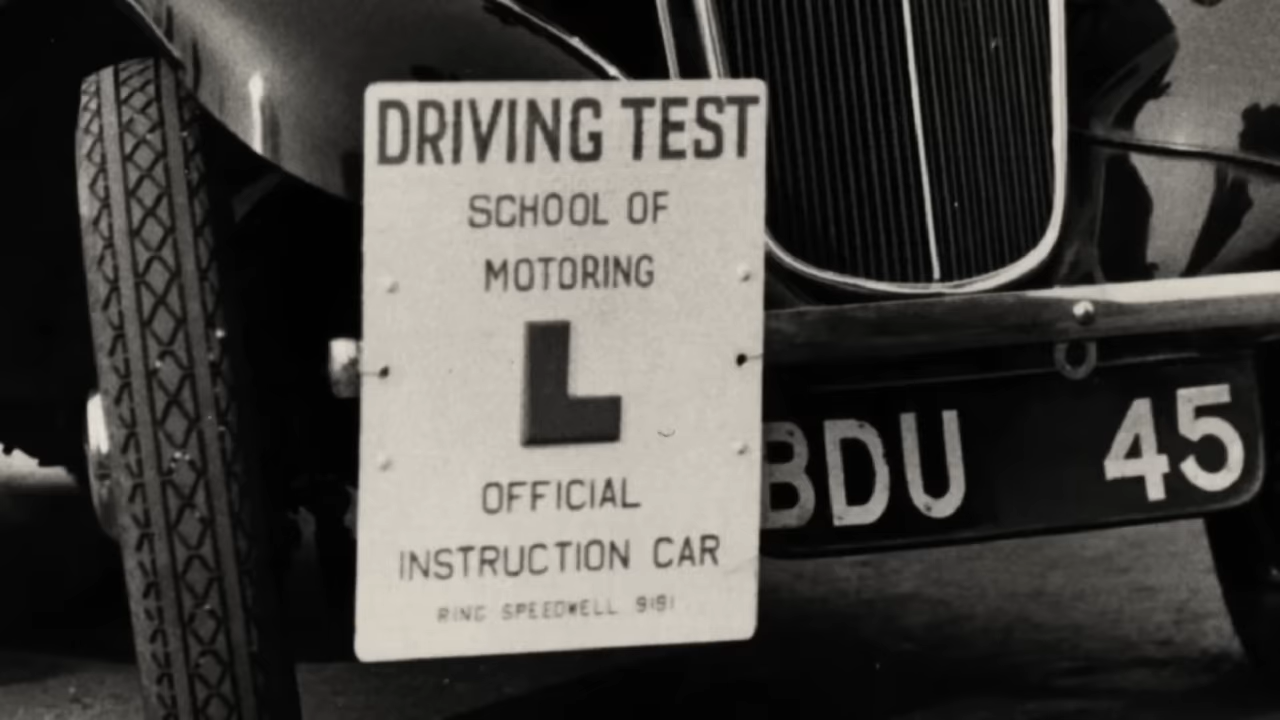 DRIVING TEST
SCHOOL OF
MOTORING
L
OFFICIAL
INSTRUCTION CAR
RING SPEEDWELL 9191
BDU 45